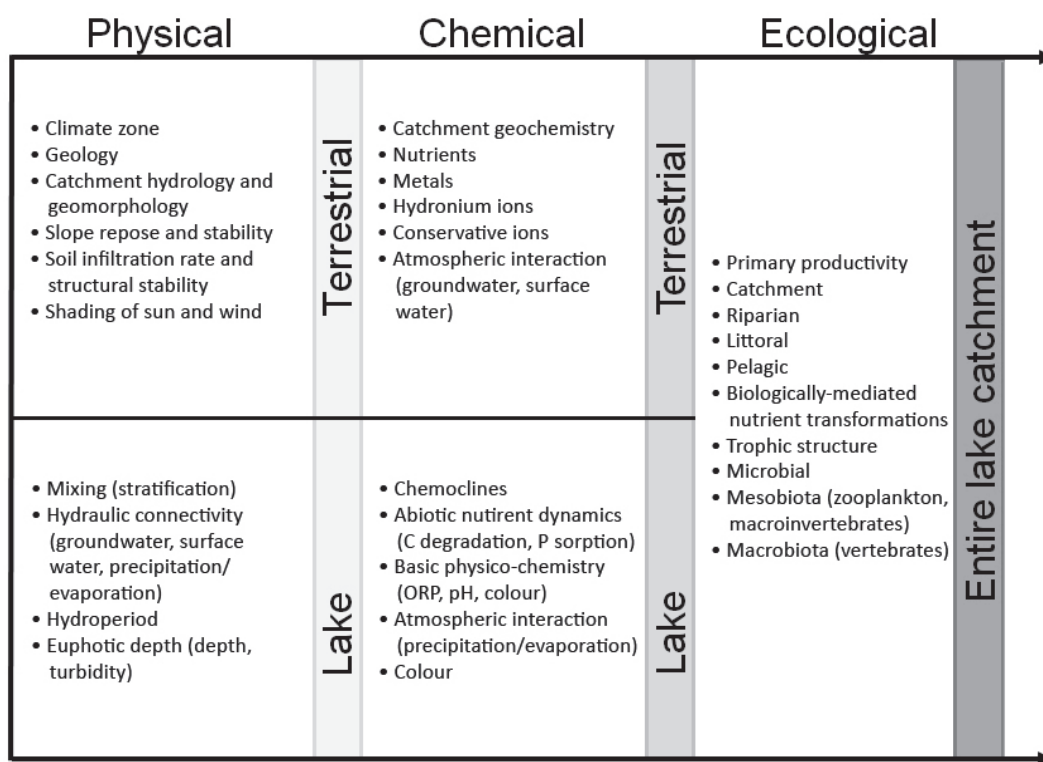 Physical
Chemical
Ecological
• Climate zone
• Geology
• Catchment hydrology and
geomorphology
• Slope repose and stability
• Soil infiltration rate and
structural stability
• Shading of sun and wind
Terrestrial
• Catchment geochemistry
• Nutrients
• Metals
• Hydronium ions
• Conservative ions
• Atmospheric interaction
(groundwater, surface
water)
Terrestrial
• Mixing (stratification)
• Hydraulic connectivity
(groundwater, surface
water, precipitation/
evaporation)
• Hydroperiod
• Euphotic depth (depth,
turbidity)
Lake
• Chemoclines
• Abiotic nutirent dynamics
(C degradation, P sorption)
• Basic physico-chemistry
(ORP, pH, colour)
• Atmospheric interaction
(precipitation/evaporation)
• Colour
Lake
• Primary productivity
• Catchment
• Riparian
• Littoral
• Pelagic
• Biologically-mediated
nutrient transformations
• Trophic structure
• Microbial
• Mesobiota (zooplankton,
macroinvertebrates)
• Macrobiota (vertebrates)
Entire lake catchment